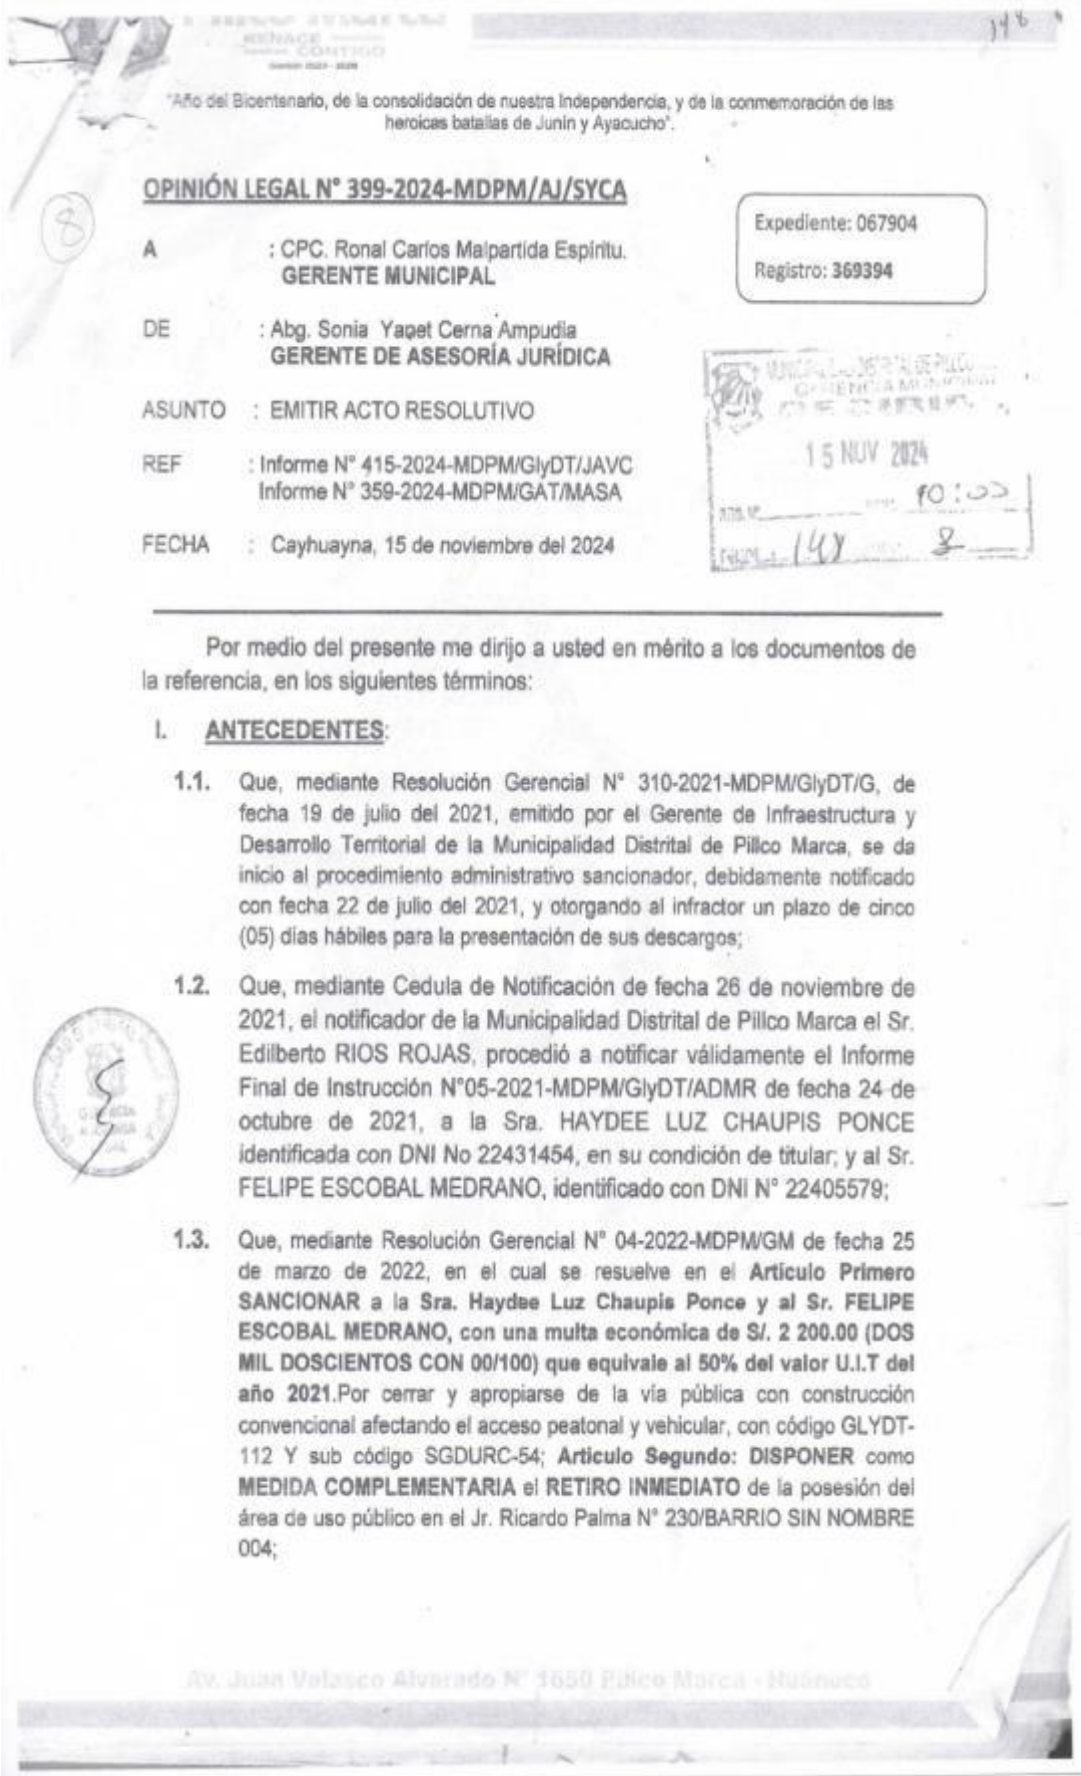 148
RENACE
CONTIGO
Gestión 2023 - 2026
"Año del Bicentenario, de la consolidación de nuestra Independencia, y de la conmemoración de las
heroicas batallas de Junin y Ayacucho".
OPINIÓN LEGAL N° 399-2024-MDPM/AJ/SYCA
8
Expediente: 067904
Registro: 369394
A : CPC. Ronal Carlos Malpartida Espíritu.
GERENTE MUNICIPAL
DE : Abg. Sonia Yapet Cerna Ampudia
GERENTE DE ASESORÍA JURÍDICA
ASUNTO : EMITIR ACTO RESOLUTIVO
REF : Informe N° 415-2024-MDPM/GIyDT/JAVC
Informe N° 359-2024-MDPM/GAT/MASA
FECHA : Cayhuayna, 15 de noviembre del 2024
GERENCIA MUNICIPAL
15 NOV 2024
10:00
148 8
Por medio del presente me dirijo a usted en mérito a los documentos de
la referencia, en los siguientes términos:
I. ANTECEDENTES:
1.1. Que, mediante Resolución Gerencial N° 310-2021-MDPM/GIyDT/G, de
fecha 19 de julio del 2021, emitido por el Gerente de Infraestructura y
Desarrollo Territorial de la Municipalidad Distrital de Pillco Marca, se da
inicio al procedimiento administrativo sancionador, debidamente notificado
con fecha 22 de julio del 2021, y otorgando al infractor un plazo de cinco
(05) días hábiles para la presentación de sus descargos;
1.2. Que, mediante Cedula de Notificación de fecha 26 de noviembre de
2021, el notificador de la Municipalidad Distrital de Pillco Marca el Sr.
Edilberto RIOS ROJAS, procedió a notificar válidamente el Informe
Final de Instrucción N°05-2021-MDPM/GIyDT/ADMR de fecha 24 de
octubre de 2021, a la Sra. HAYDEE LUZ CHAUPIS PONCE
identificada con DNI No 22431454, en su condición de titular; y al Sr.
FELIPE ESCOBAL MEDRANO, identificado con DNI N° 22405579;
1.3. Que, mediante Resolución Gerencial N° 04-2022-MDPM/GM de fecha 25
de marzo de 2022, en el cual se resuelve en el Artículo Primero
SANCIONAR a la Sra. Haydee Luz Chaupis Ponce y al Sr. FELIPE
ESCOBAL MEDRANO, con una multa económica de S/. 2 200.00 (DOS
MIL DOSCIENTOS CON 00/100) que equivale al 50% del valor U.I.T del
año 2021.Por cerrar y apropiarse de la vía pública con construcción
convencional afectando el acceso peatonal y vehicular, con código GLYDT-
112 Y sub código SGDURC-54; Articulo Segundo: DISPONER como
MEDIDA COMPLEMENTARIA el RETIRO INMEDIATO de la posesión del
área de uso público en el Jr. Ricardo Palma N° 230/BARRIO SIN NOMBRE
004;
Av. Juan Velasco Alvarado N° 1650 Pillco Marca - Huánuco